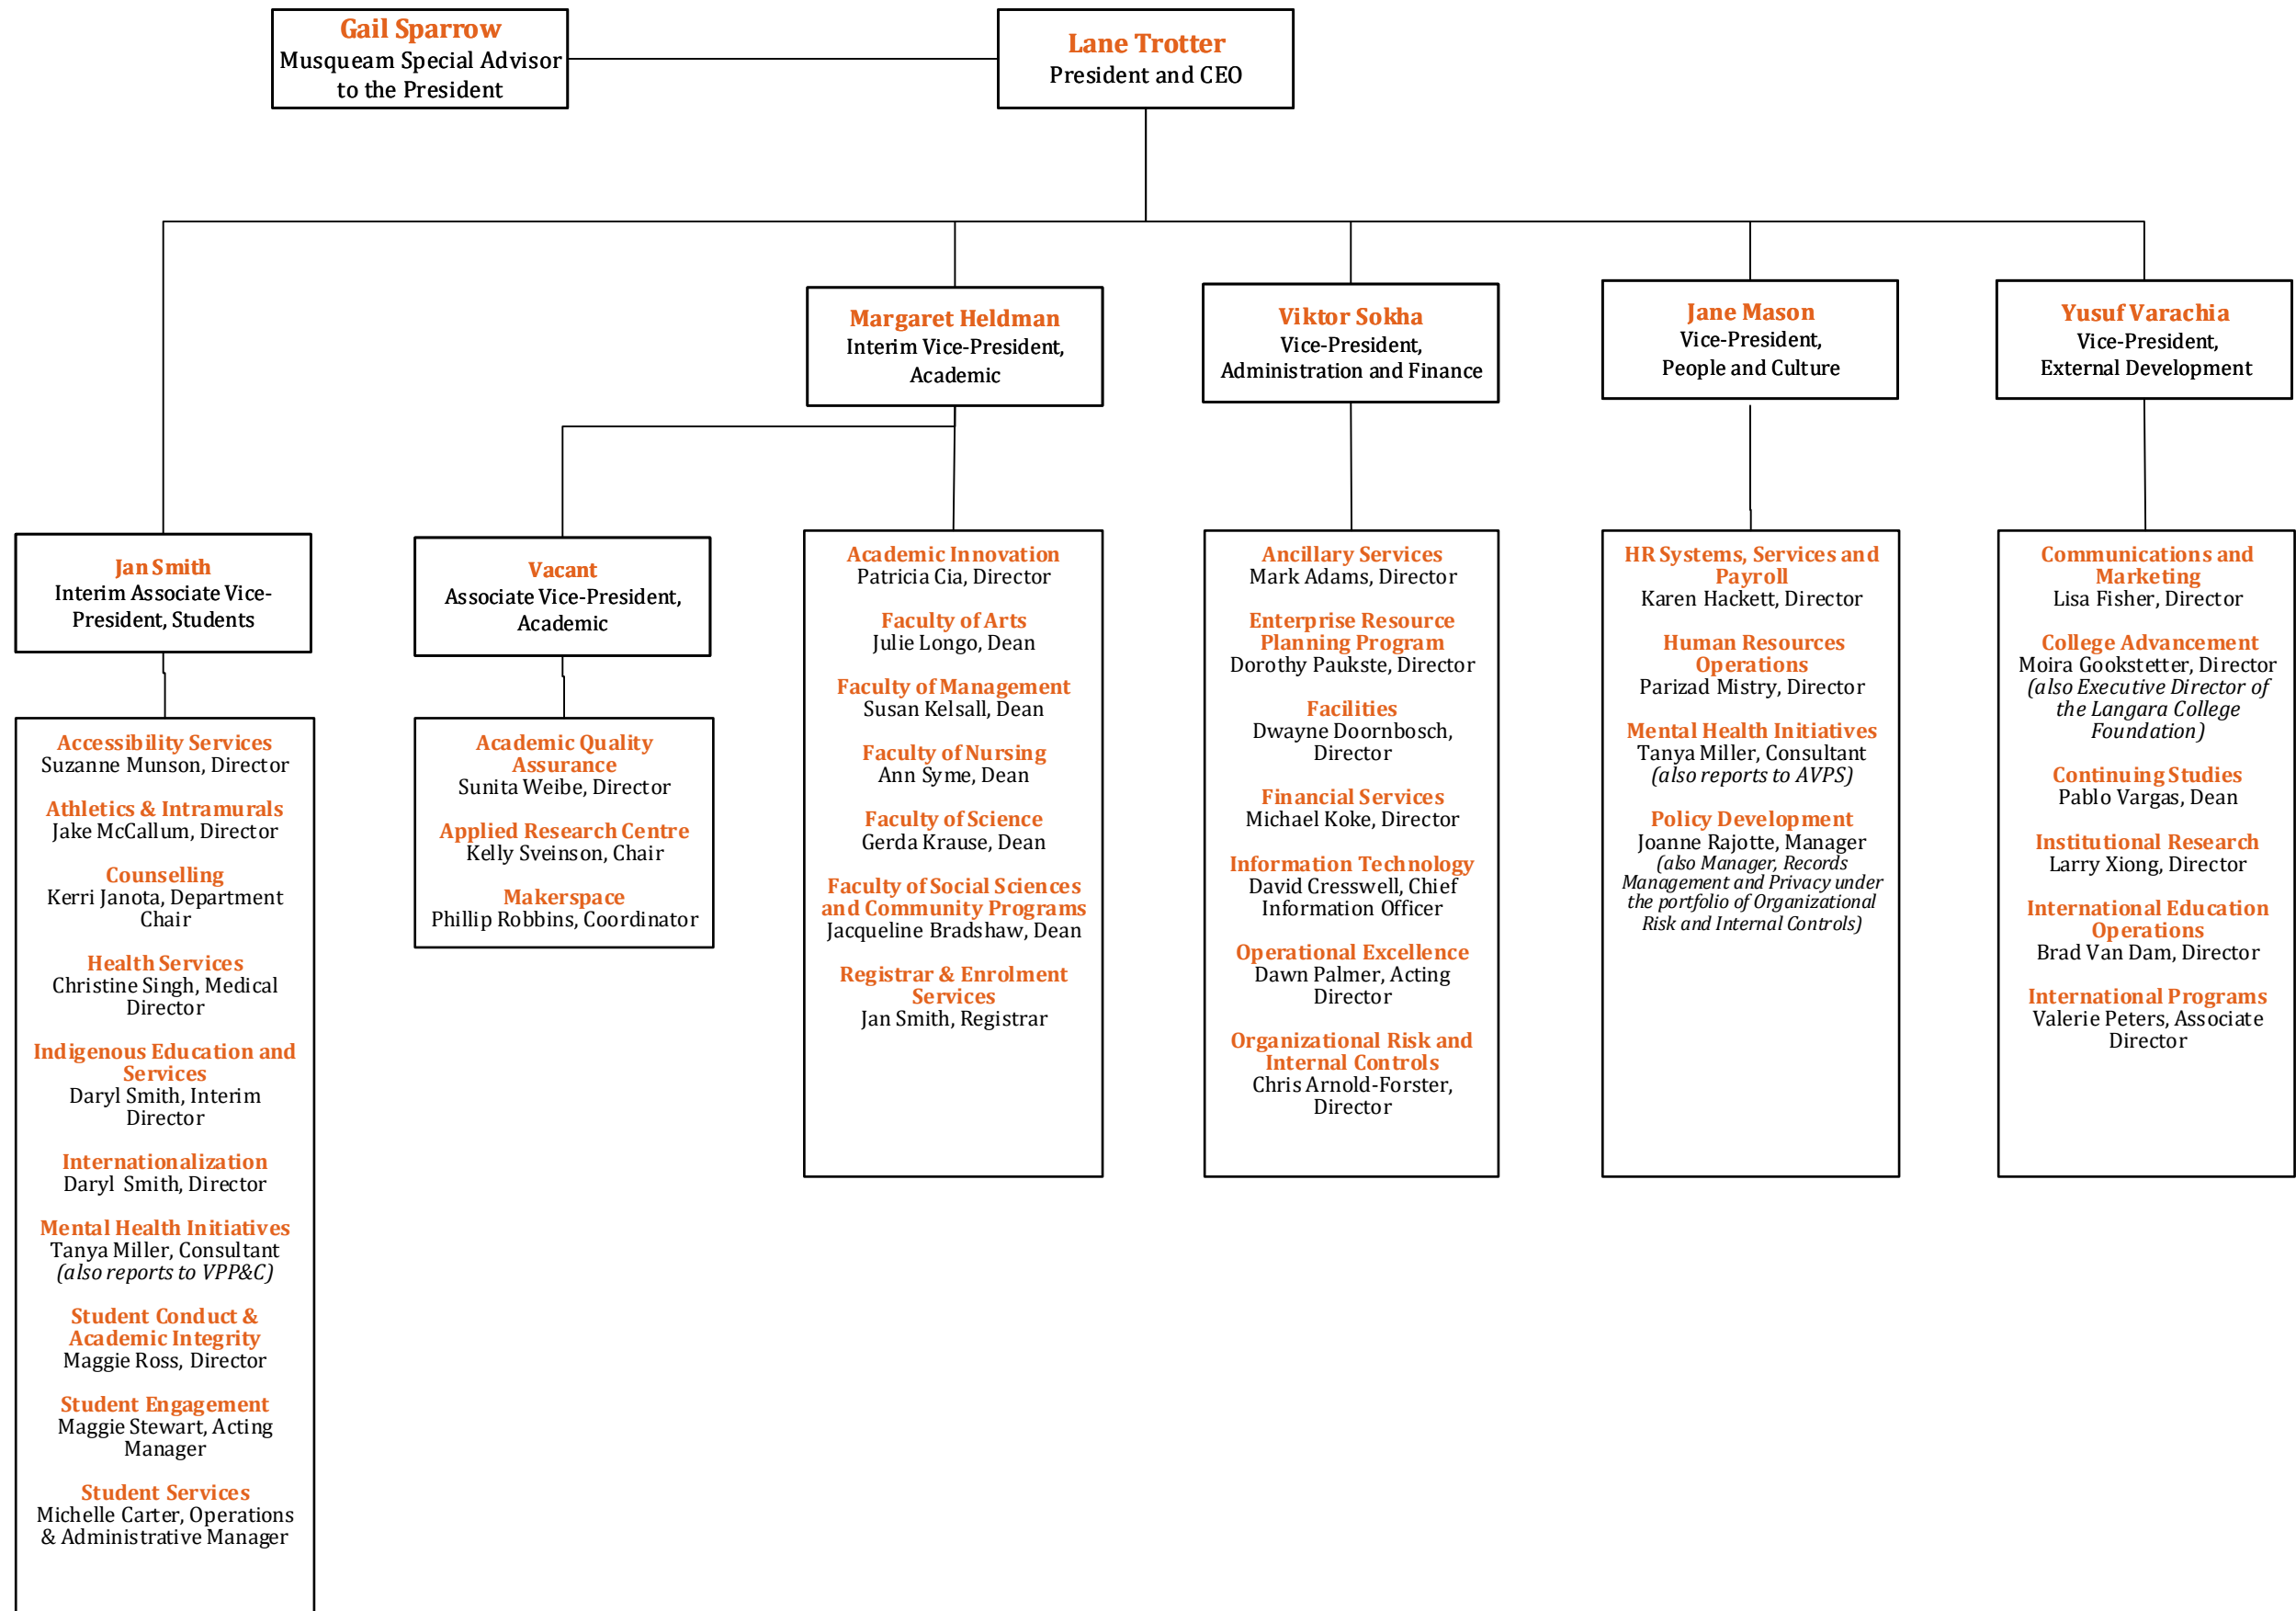 Gail Sparrow
Musqueam Special Advisor
to the President
Lane Trotter
President and CEO
Margaret Heldman
Interim Vice-President,
Academic
Viktor Sokha
Vice-President,
Administration and Finance
Jane Mason
Vice-President,
People and Culture
Yusuf Varachia
Vice-President,
External Development
Jan Smith
Interim Associate Vice-
President, Students
Vacant
Associate Vice-President,
Academic
Accessibility Services
Suzanne Munson, Director
Athletics & Intramurals
Jake McCallum, Director
Counselling
Kerri Janota, Department
Chair
Health Services
Christine Singh, Medical
Director
Indigenous Education and
Services
Daryl Smith, Interim
Director
Internationalization
Daryl Smith, Director
Mental Health Initiatives
Tanya Miller, Consultant
(also reports to VPP&C)
Student Conduct &
Academic Integrity
Maggie Ross, Director
Student Engagement
Maggie Stewart, Acting
Manager
Student Services
Michelle Carter, Operations
& Administrative Manager
Academic Quality
Assurance
Sunita Weibe, Director
Applied Research Centre
Kelly Sveinson, Chair
Makerspace
Phillip Robbins, Coordinator
Academic Innovation
Patricia Cia, Director
Faculty of Arts
Julie Longo, Dean
Faculty of Management
Susan Kelsall, Dean
Faculty of Nursing
Ann Syme, Dean
Faculty of Science
Gerda Krause, Dean
Faculty of Social Sciences
and Community Programs
Jacqueline Bradshaw, Dean
Registrar & Enrolment
Services
Jan Smith, Registrar
Ancillary Services
Mark Adams, Director
Enterprise Resource
Planning Program
Dorothy Paukste, Director
Facilities
Dwayne Doornbosch,
Director
Financial Services
Michael Koke, Director
Information Technology
David Cresswell, Chief
Information Officer
Operational Excellence
Dawn Palmer, Acting
Director
Organizational Risk and
Internal Controls
Chris Arnold-Forster,
Director
HR Systems, Services and
Payroll
Karen Hackett, Director
Human Resources
Operations
Parizad Mistry, Director
Mental Health Initiatives
Tanya Miller, Consultant
(also reports to AVPS)
Policy Development
Joanne Rajotte, Manager
(also Manager, Records
Management and Privacy under
the portfolio of Organizational
Risk and Internal Controls)
Communications and
Marketing
Lisa Fisher, Director
College Advancement
Moira Gookstetter, Director
(also Executive Director of
the Langara College
Foundation)
Continuing Studies
Pablo Vargas, Dean
Institutional Research
Larry Xiong, Director
International Education
Operations
Brad Van Dam, Director
International Programs
Valerie Peters, Associate
Director